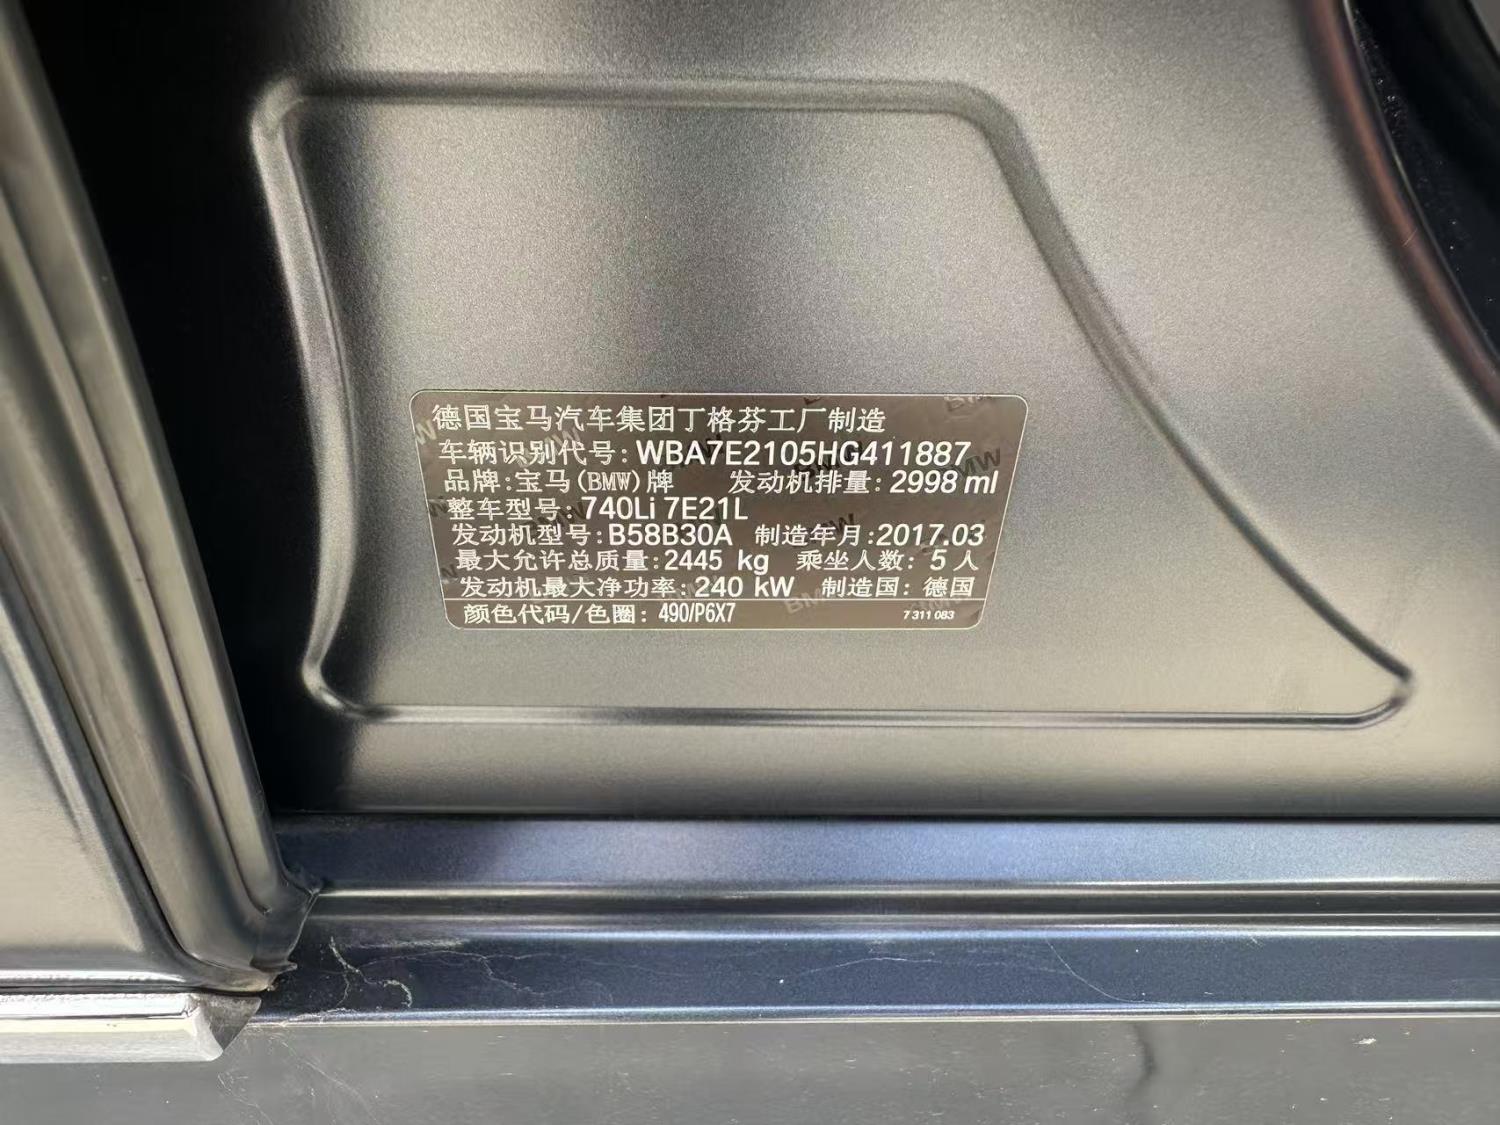 德国宝马汽车集团丁格芬工厂制造
车辆识别代号：WBA7E2105HG411887
品牌：宝马(BMW)牌 发动机排量：2998 ml
整车型号：740Li 7E21L
发动机型号：B58B30A 制造年月：2017.03
最大允许总质量：2445 kg 乘坐人数：5 人
发动机最大净功率：240 kW 制造国：德国
颜色代码/色圈：490/P6X7 7 311 083